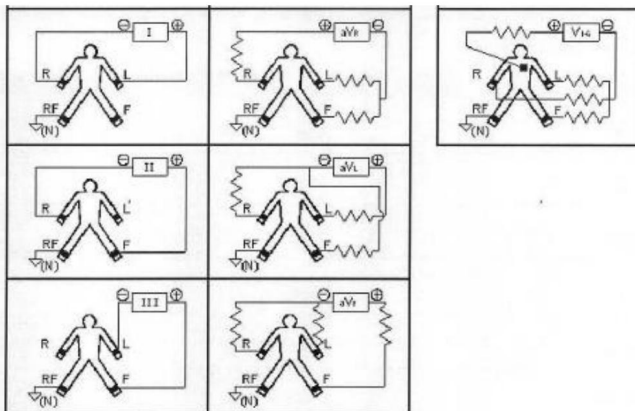 ⊖ I ⊕
R L
RF F
(N)
⊕ aVR ⊖
R L
RF F
(N)
⊕ V1-6 ⊖
R L
RF F
(N)
⊖ II ⊕
R L'
RF F
(N)
⊖ aVL ⊕
R L
RF F
(N)
⊖ III ⊕
R L
RF F
(N)
⊖ aVF ⊕
R L
RF F
(N)